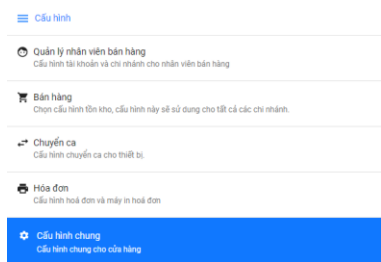 Cấu hình
Quản lý nhân viên bán hàng
Cấu hình tài khoản và chi nhánh cho nhân viên bán hàng
Bán hàng
Chọn cấu hình tồn kho, cấu hình này sẽ sử dung cho tất cả các chi nhánh.
Chuyển ca
Cấu hình chuyển ca cho thiết bị
Hóa đơn
Cấu hình hoá đơn và máy in hoá đơn
Cấu hình chung
Cấu hình chung cho cửa hàng